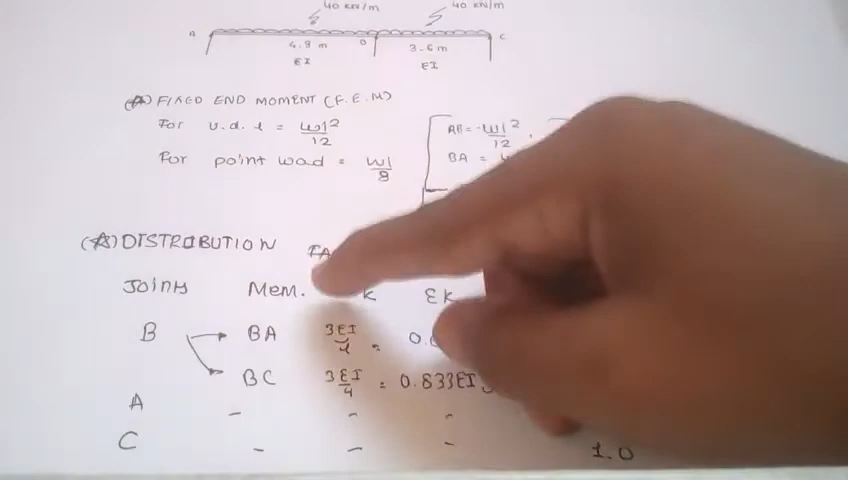 40 kN/m 40 kN/m
A B C
4.8 m 3.6 m
EI EI
(A) FIXED END MOMENT (F.E.M)
For u.d.l = wl²/12 AB = -wl²/12 ,
For point woad = wl/8 BA =
(A) DISTRIBUTION FA
Joints Mem. K ΣK
B BA 3EI/l = 0.
BC 3EI/4 = 0.833EI
A - - -
C - - - 1.0